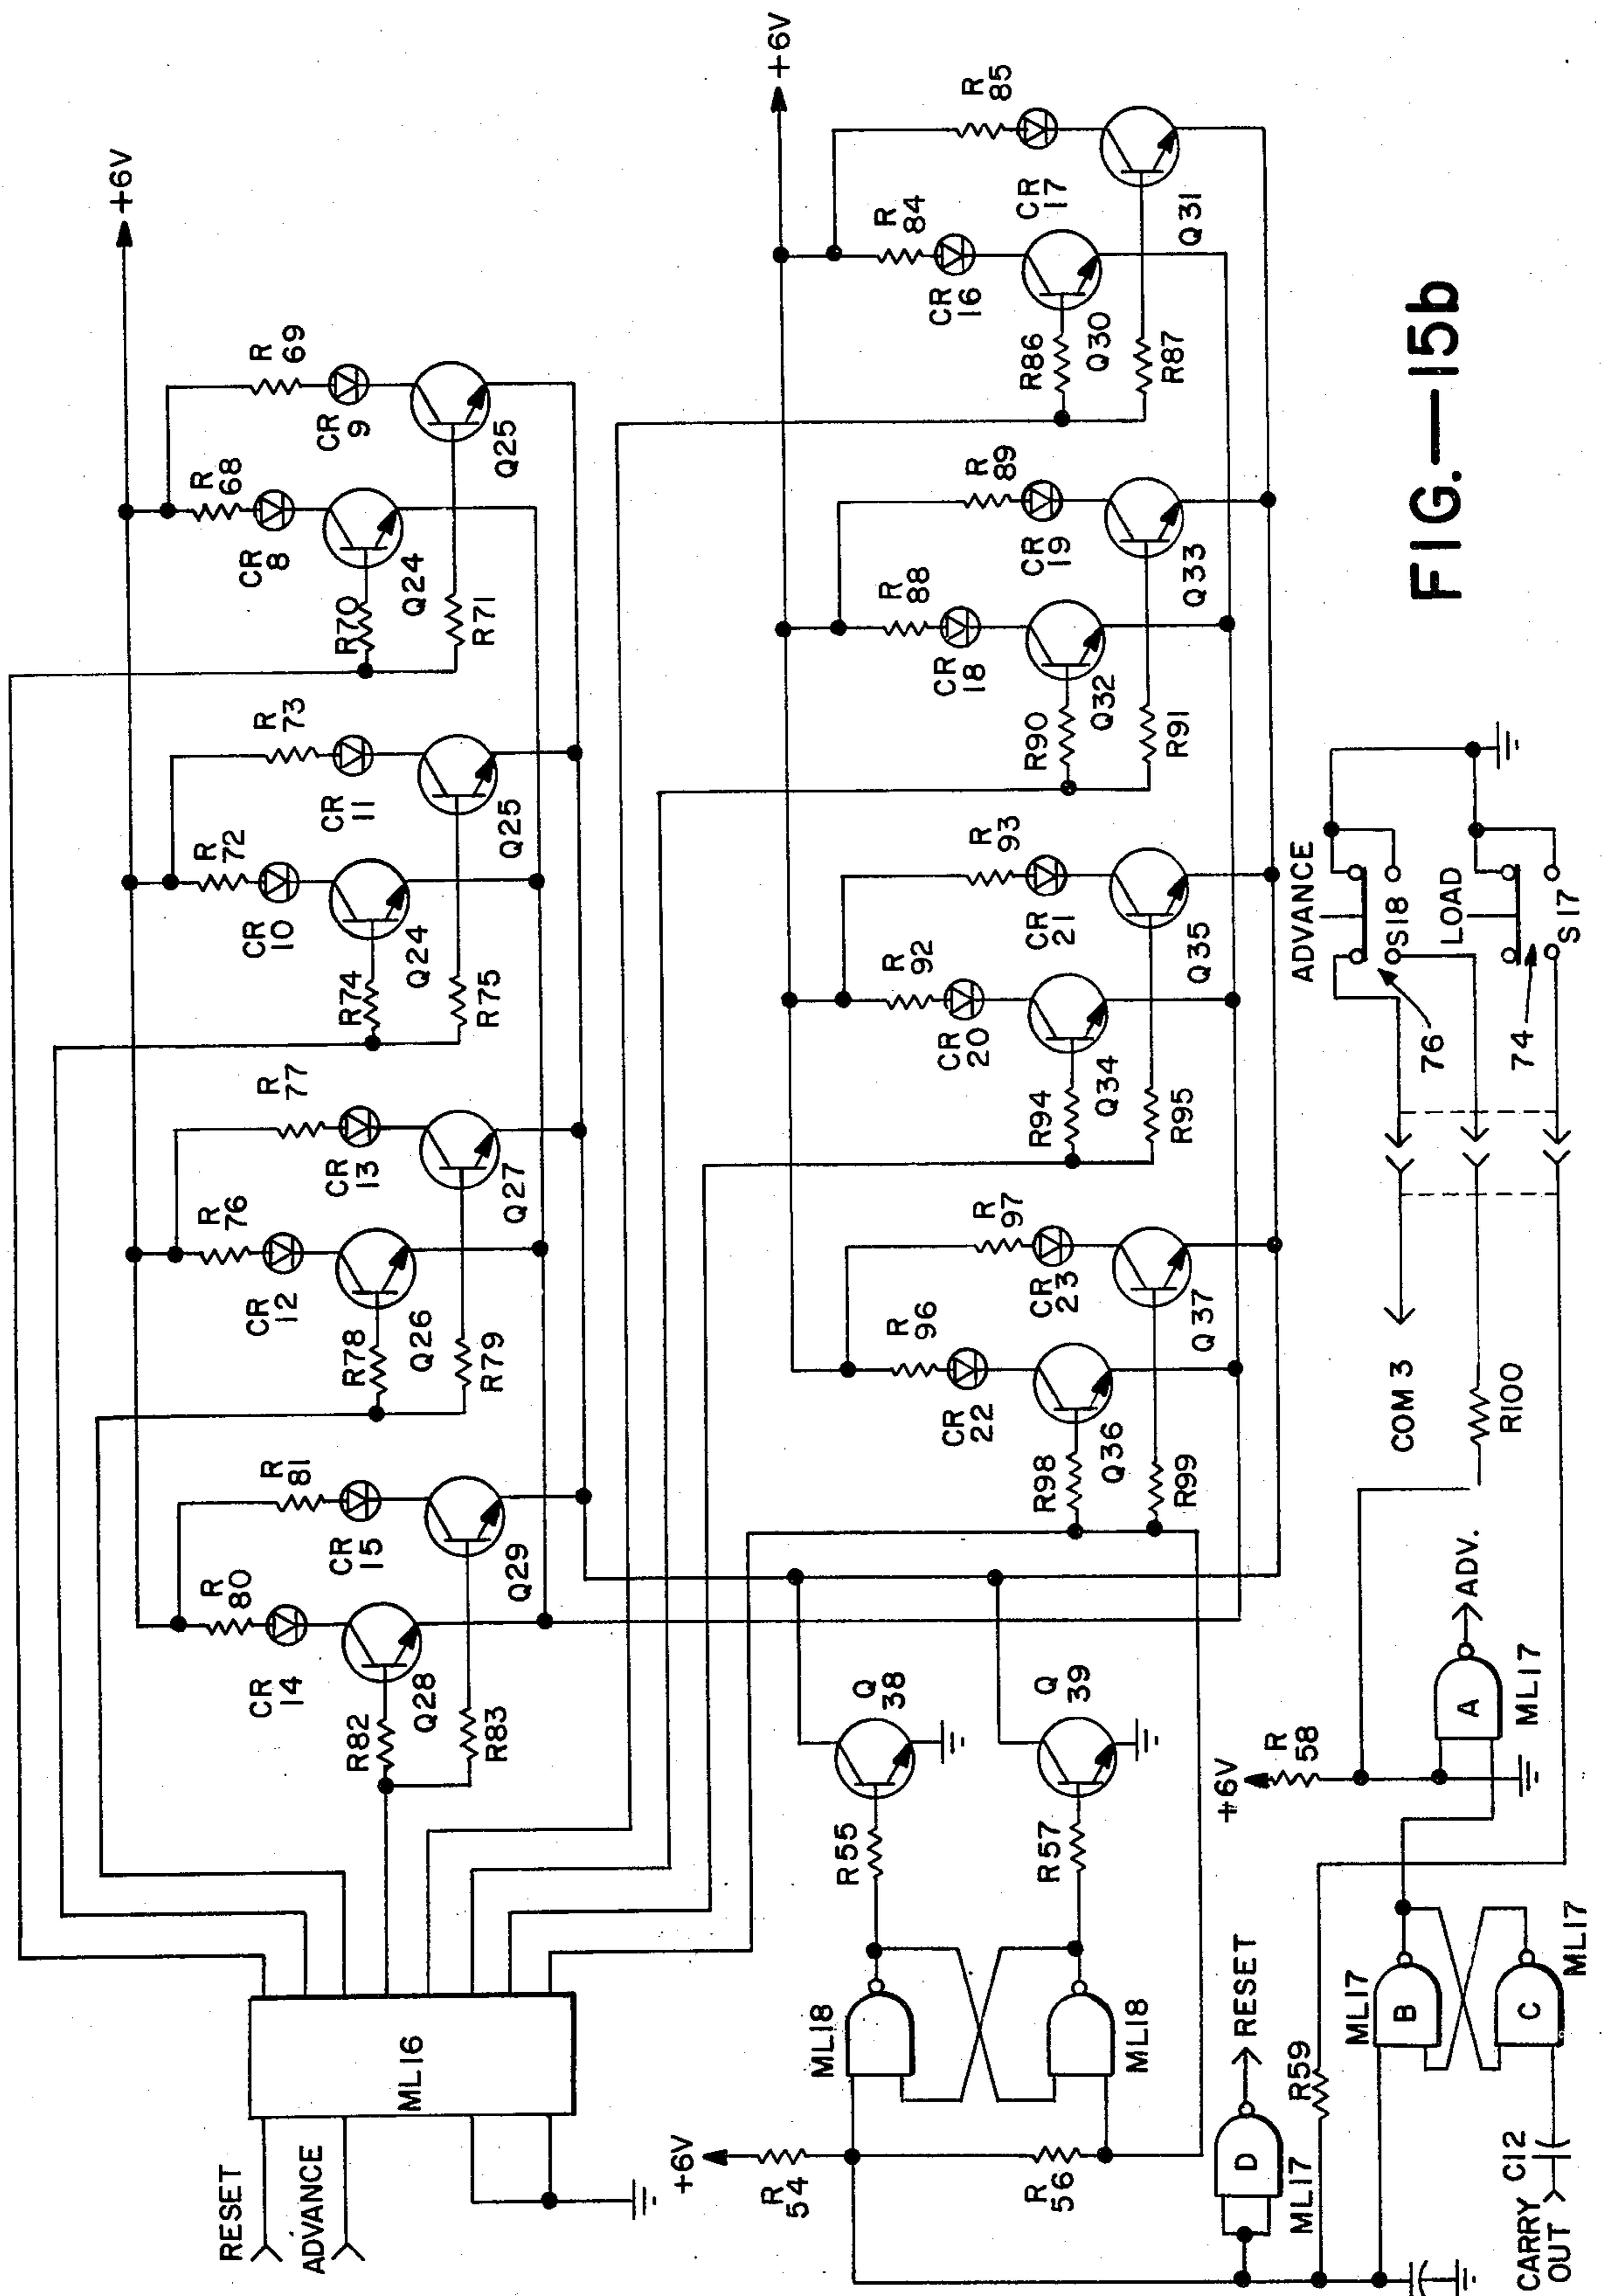 +6V
R
69
CR
9
Q25
R
68
CR
8
Q24
R70
R71
R
73
CR
11
Q25
R
72
CR
10
Q24
R74
R75
R
77
CR
13
Q27
R
76
CR
12
Q26
R78
R79
R
81
CR
15
Q29
R
80
CR
14
Q28
R82
R83
ML16
RESET
ADVANCE
+6V
R
85
CR
17
Q31
R
84
CR
16
Q30
R86
R87
R
89
CR
19
Q33
R
88
CR
18
Q32
R90
R91
R
93
CR
21
Q35
R
92
CR
20
Q34
R94
R95
R
97
CR
23
Q37
R
96
CR
22
Q36
R98
R99
Q
38
R55
ML18
Q
39
R57
ML18
+6V
R
54
R
56
D
ML17
RESET
ADVANCE
S18
76
LOAD
S17
74
COM 3
R100
ADV.
A
ML17
+6V
R
58
R59
B
ML17
C
ML17
C12
CARRY
OUT
FIG.—15b